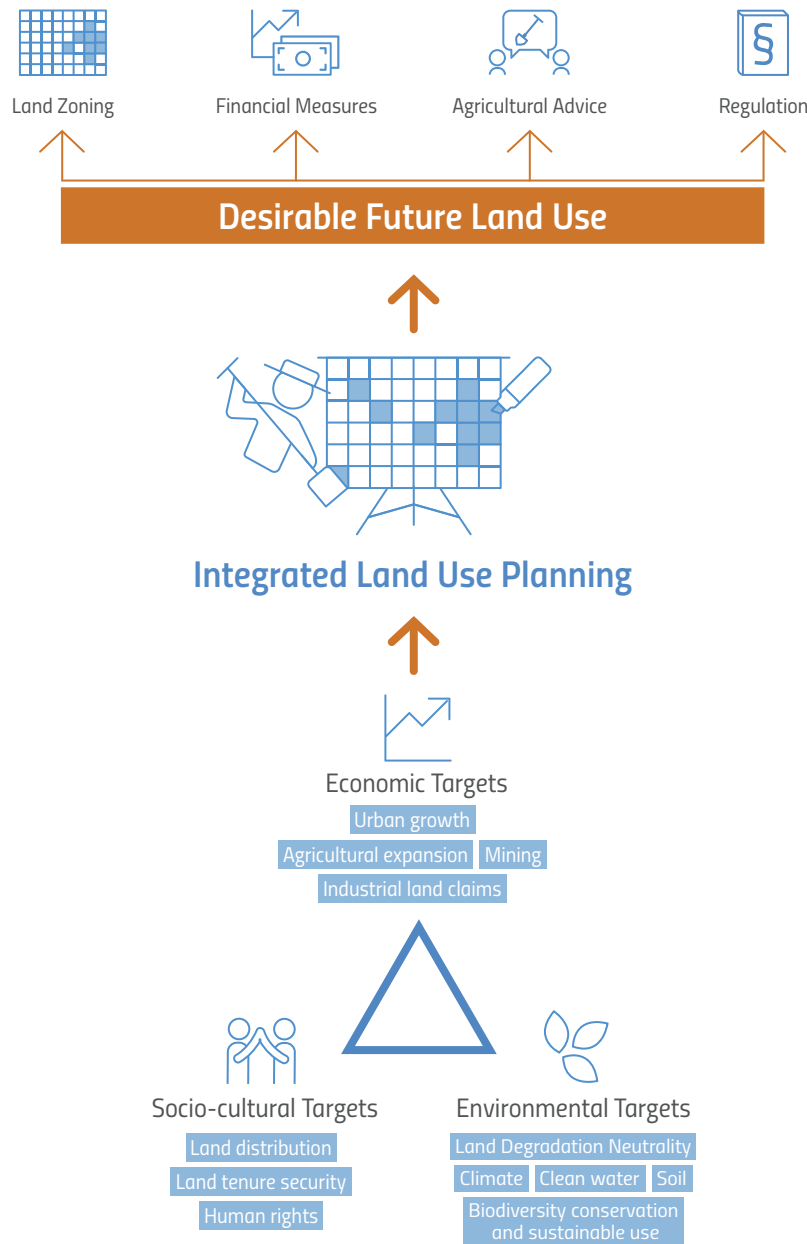 Land Zoning
Financial Measures
Agricultural Advice
§
Regulation
Desirable Future Land Use
Integrated Land Use Planning
Economic Targets
Urban growth
Agricultural expansion
Mining
Industrial land claims
Socio-cultural Targets
Land distribution
Land tenure security
Human rights
Environmental Targets
Land Degradation Neutrality
Climate
Clean water
Soil
Biodiversity conservation
and sustainable use